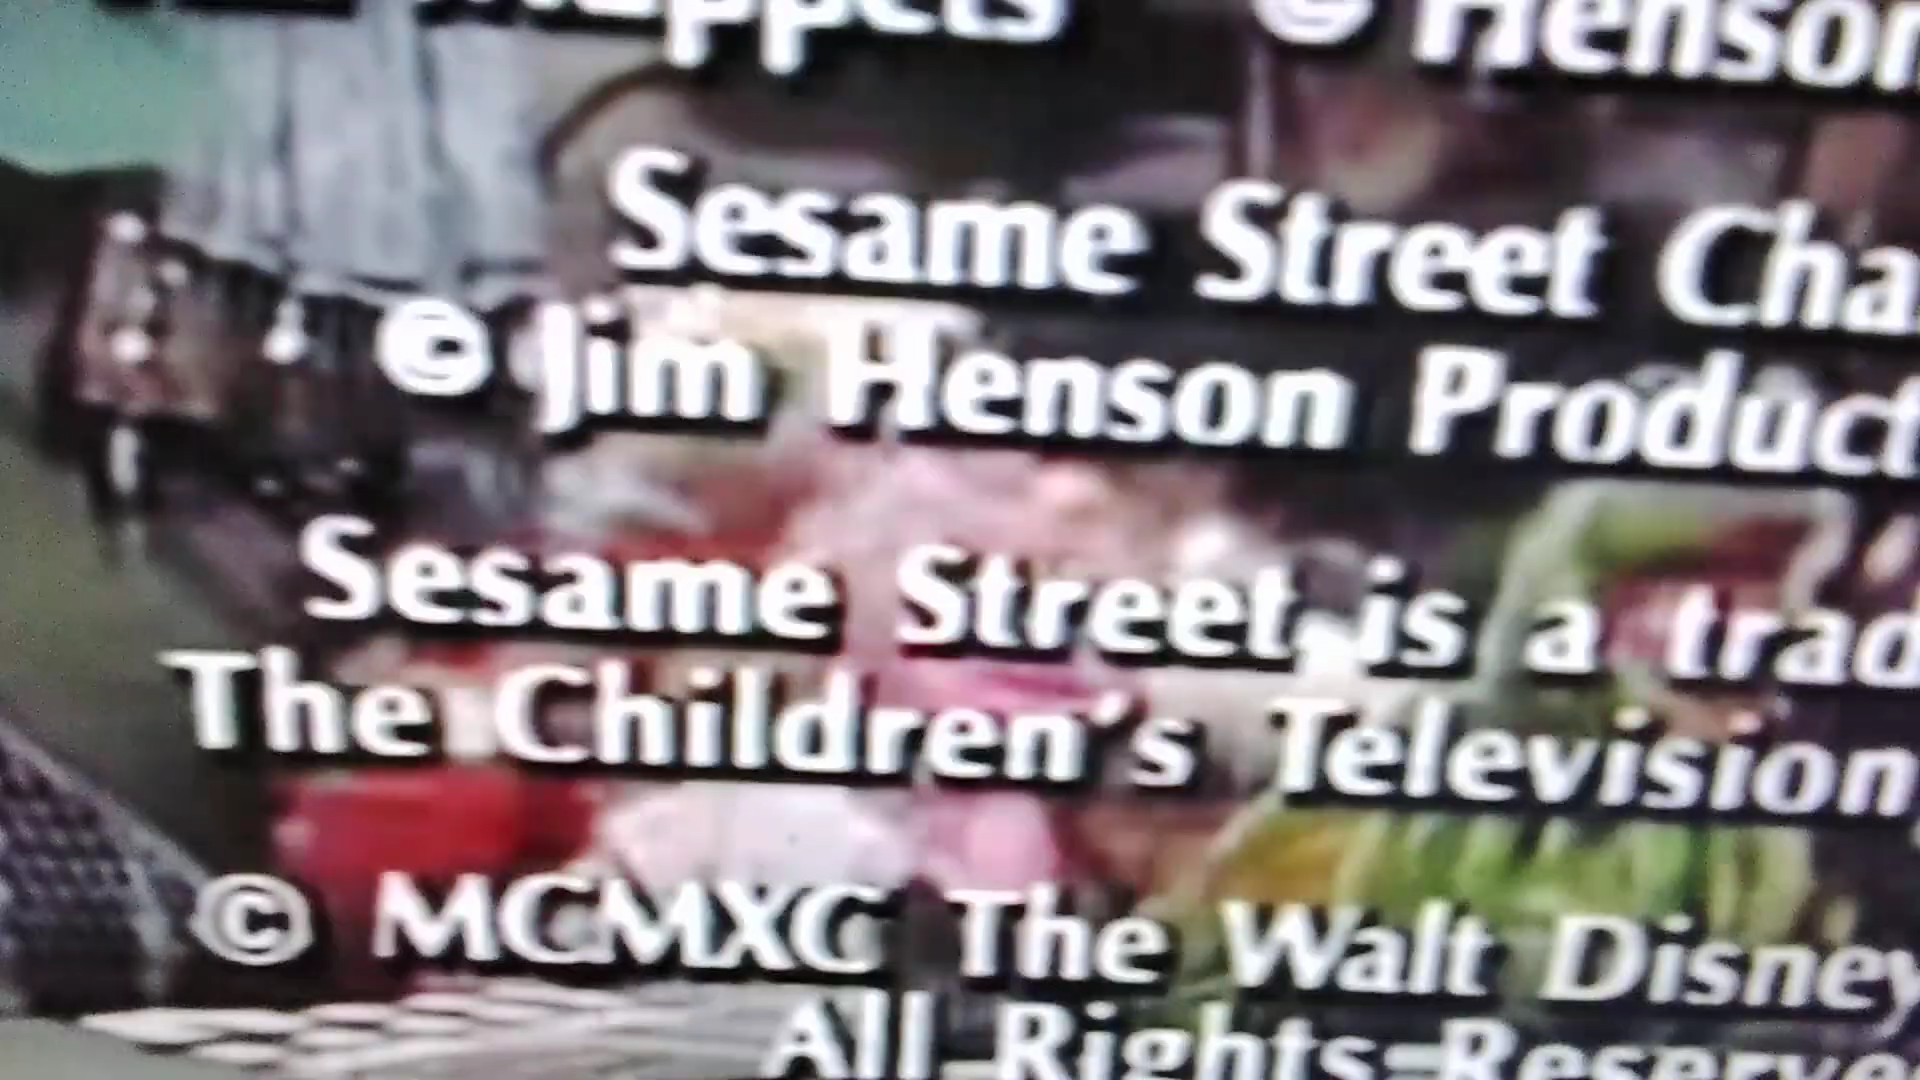 © Henson
Sesame Street Cha
© Jim Henson Product
Sesame Street is a trad
The Children's Television
© MCMXC The Walt Disney
All Rights Reserve